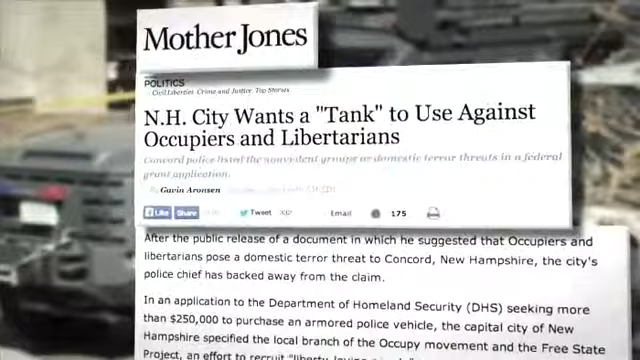 Mother Jones
POLITICS
Civil Liberties, Crime and Justice, Top Stories
N.H. City Wants a "Tank" to Use Against
Occupiers and Libertarians
Concord police listed the nonviolent groups as domestic terror threats in a federal
grant application.
By Gavin Aronsen
Like Share Tweet Email 175
After the public release of a document in which he suggested that Occupiers and
libertarians pose a domestic terror threat to Concord, New Hampshire, the city's
police chief has backed away from the claim.
In an application to the Department of Homeland Security (DHS) seeking more
than $250,000 to purchase an armored police vehicle, the capital city of New
Hampshire specified the local branch of the Occupy movement and the Free State
Project, an effort to recruit "liberty-loving